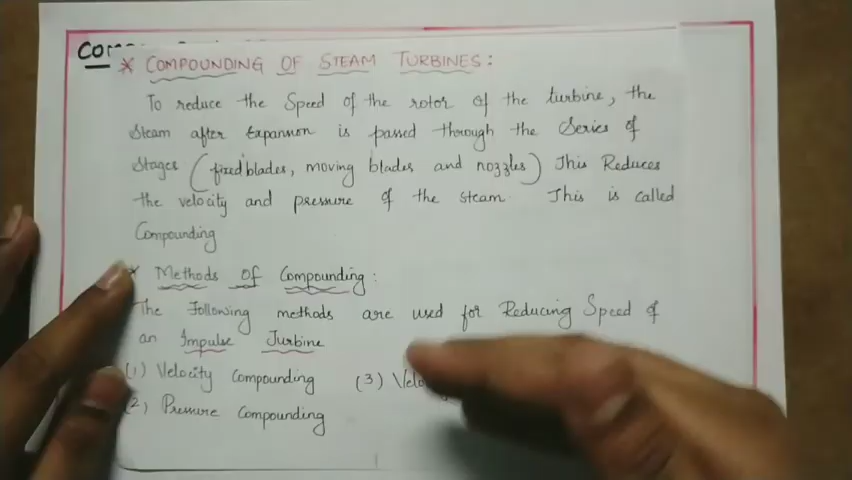 Com
* COMPOUNDING OF STEAM TURBINES:
To reduce the Speed of the rotor of the turbine, the
Steam after Expansion is passed through the Series of
Stages (fixed blades, moving blades and nozzles) This Reduces
the velocity and pressure of the steam. This is called
Compounding
* Methods Of Compounding:
The Following methods are used for Reducing Speed of
an Impulse Turbine
(1) Velocity Compounding (3) Velo
(2) Pressure Compounding